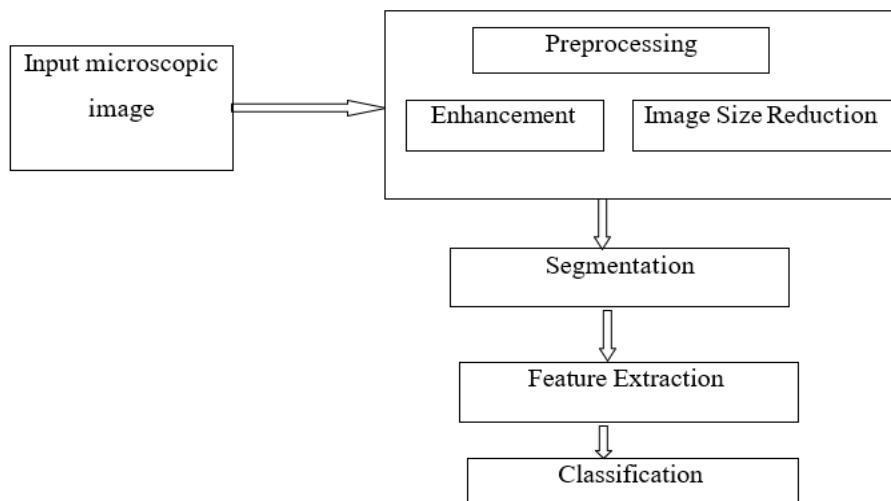 Input microscopic
image
Preprocessing
Enhancement
Image Size Reduction
Segmentation
Feature Extraction
Classification